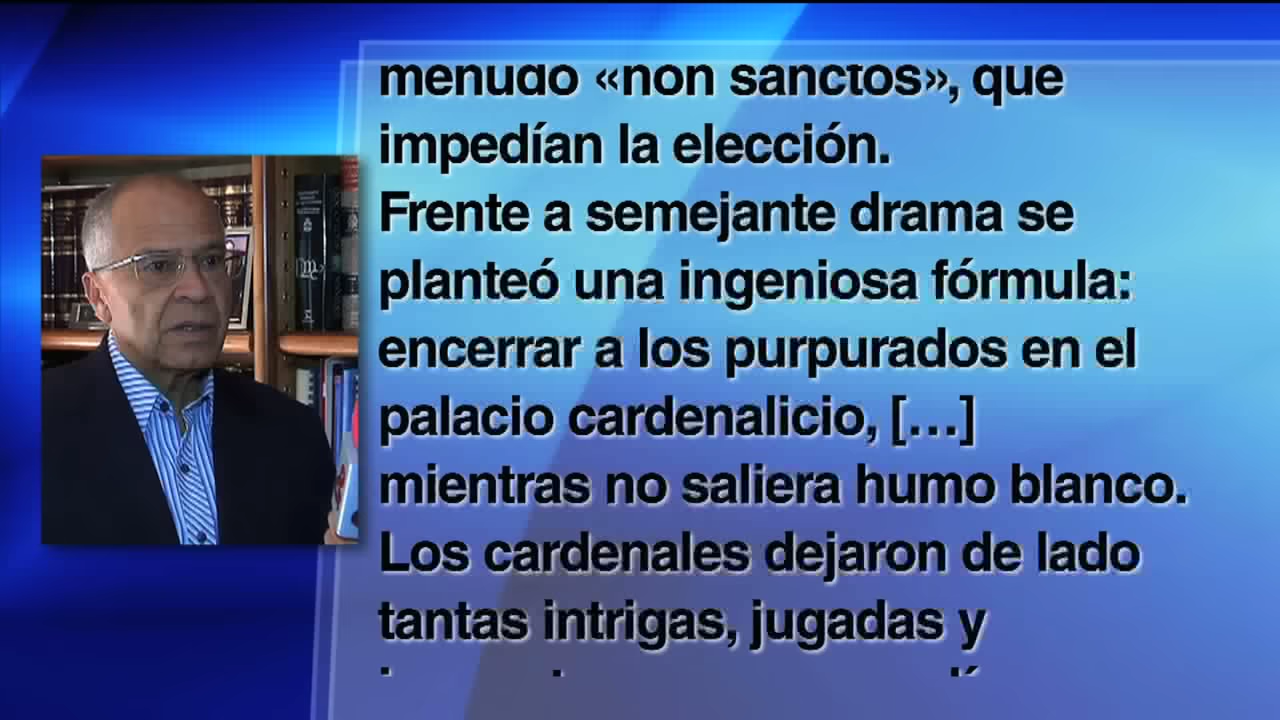 menudo «non sanctos», que
impedían la elección.
Frente a semejante drama se
planteó una ingeniosa fórmula:
encerrar a los purpurados en el
palacio cardenalicio, [...]
mientras no saliera humo blanco.
Los cardenales dejaron de lado
tantas intrigas, jugadas y